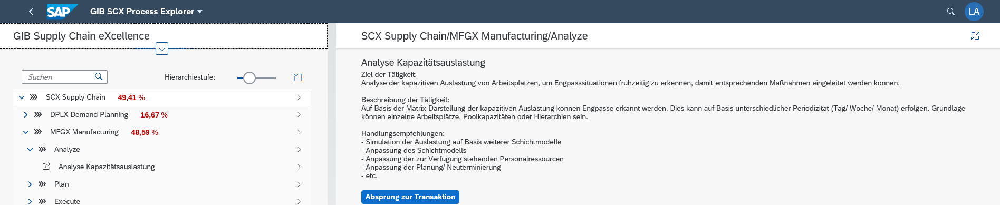 SAP GIB SCX Process Explorer LA
GIB Supply Chain eXcellence
Suchen Hierarchiestufe:
SCX Supply Chain 49,41 %
DPLX Demand Planning 16,67 %
MFGX Manufacturing 48,59 %
Analyze
Analyse Kapazitätsauslastung
Plan
Execute
SCX Supply Chain/MFGX Manufacturing/Analyze
Analyse Kapazitätsauslastung
Ziel der Tätigkeit:
Analyse der kapazitiven Auslastung von Arbeitsplätzen, um Engpasssituationen frühzeitig zu erkennen, damit entsprechenden Maßnahmen eingeleitet werden können.
Beschreibung der Tätigkeit:
Auf Basis der Matrix-Darstellung der kapazitiven Auslastung können Engpässe erkannt werden. Dies kann auf Basis unterschiedlicher Periodizität (Tag/ Woche/ Monat) erfolgen. Grundlage
können einzelne Arbeitsplätze, Poolkapazitäten oder Hierarchien sein.
Handlungsempfehlungen:
- Simulation der Auslastung auf Basis weiterer Schichtmodelle
- Anpassung des Schichtmodells
- Anpassung der zur Verfügung stehenden Personalressourcen
- Anpassung der Planung/ Neuterminierung
- etc.
Absprung zur Transaktion